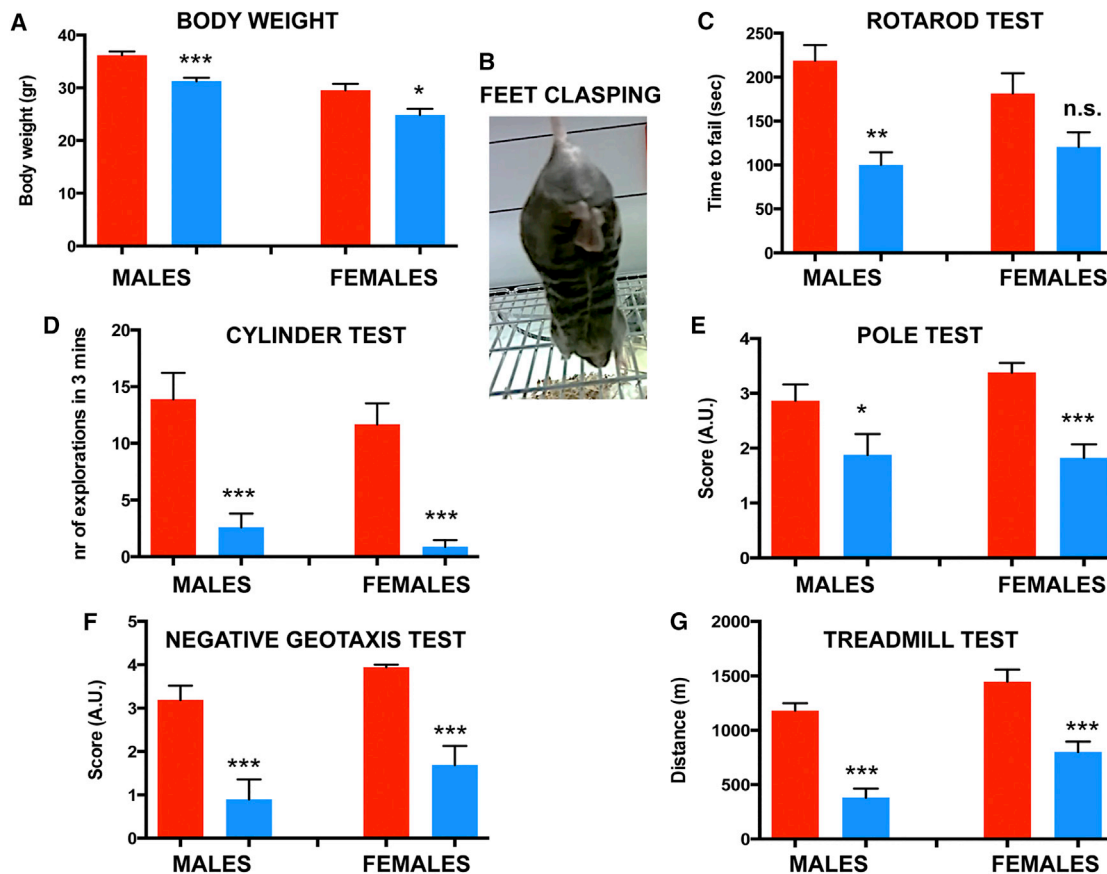 A
BODY WEIGHT
Body weight (gr)
40
30
20
10
0
***
*
MALES
FEMALES
B
FEET CLASPING
C
ROTAROD TEST
Time to fail (sec)
250
200
150
100
50
0
**
n.s.
MALES
FEMALES
D
CYLINDER TEST
nr of explorations in 3 mins
20
15
10
5
0
***
***
MALES
FEMALES
E
POLE TEST
Score (A.U.)
4
3
2
1
0
*
***
MALES
FEMALES
F
NEGATIVE GEOTAXIS TEST
Score (A.U.)
5
4
3
2
1
0
***
***
MALES
FEMALES
G
TREADMILL TEST
Distance (m)
2000
1500
1000
500
0
***
***
MALES
FEMALES